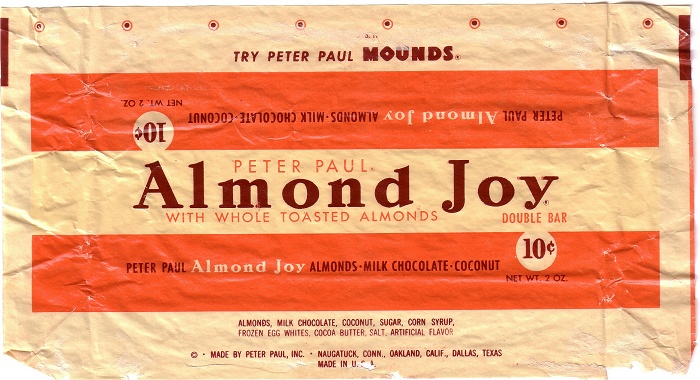 TRY PETER PAUL MOUNDS®
PETER PAUL Almond Joy ALMONDS·MILK CHOCOLATE·COCONUT
10¢
NET WT. 2 OZ.
PETER PAUL®
Almond Joy®
WITH WHOLE TOASTED ALMONDS
DOUBLE BAR
10¢
PETER PAUL Almond Joy ALMONDS·MILK CHOCOLATE·COCONUT
NET WT. 2 OZ.
ALMONDS, MILK CHOCOLATE, COCONUT, SUGAR, CORN SYRUP,
FROZEN EGG WHITES, COCOA BUTTER, SALT, ARTIFICIAL FLAVOR
© · MADE BY PETER PAUL, INC. · NAUGATUCK, CONN., OAKLAND, CALIF., DALLAS, TEXAS
MADE IN U.S.A.